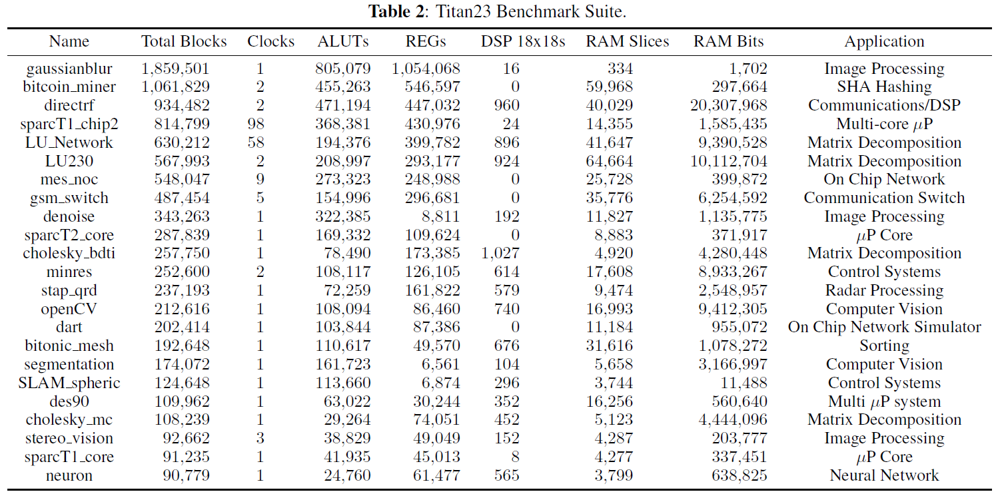 Table 2: Titan23 Benchmark Suite.
Name Total Blocks Clocks ALUTs REGs DSP 18x18s RAM Slices RAM Bits Application
gaussianblur 1,859,501 1 805,079 1,054,068 16 334 1,702 Image Processing
bitcoin_miner 1,061,829 2 455,263 546,597 0 59,968 297,664 SHA Hashing
directrf 934,482 2 471,194 447,032 960 40,029 20,307,968 Communications/DSP
sparcT1_chip2 814,799 98 368,381 430,976 24 14,355 1,585,435 Multi-core μP
LU_Network 630,212 58 194,376 399,782 896 41,647 9,390,528 Matrix Decomposition
LU230 567,993 2 208,997 293,177 924 64,664 10,112,704 Matrix Decomposition
mes_noc 548,047 9 273,323 248,988 0 25,728 399,872 On Chip Network
gsm_switch 487,454 5 154,996 296,681 0 35,776 6,254,592 Communication Switch
denoise 343,263 1 322,385 8,811 192 11,827 1,135,775 Image Processing
sparcT2_core 287,839 1 169,332 109,624 0 8,883 371,917 μP Core
cholesky_bdti 257,750 1 78,490 173,385 1,027 4,920 4,280,448 Matrix Decomposition
minres 252,600 2 108,117 126,105 614 17,608 8,933,267 Control Systems
stap_qrd 237,193 1 72,259 161,822 579 9,474 2,548,957 Radar Processing
openCV 212,616 1 108,094 86,460 740 16,993 9,412,305 Computer Vision
dart 202,414 1 103,844 87,386 0 11,184 955,072 On Chip Network Simulator
bitonic_mesh 192,648 1 110,617 49,570 676 31,616 1,078,272 Sorting
segmentation 174,072 1 161,723 6,561 104 5,658 3,166,997 Computer Vision
SLAM_spheric 124,648 1 113,660 6,874 296 3,744 11,488 Control Systems
des90 109,962 1 63,022 30,244 352 16,256 560,640 Multi μP system
cholesky_mc 108,239 1 29,264 74,051 452 5,123 4,444,096 Matrix Decomposition
stereo_vision 92,662 3 38,829 49,049 152 4,287 203,777 Image Processing
sparcT1_core 91,235 1 41,935 45,013 8 4,277 337,451 μP Core
neuron 90,779 1 24,760 61,477 565 3,799 638,825 Neural Network